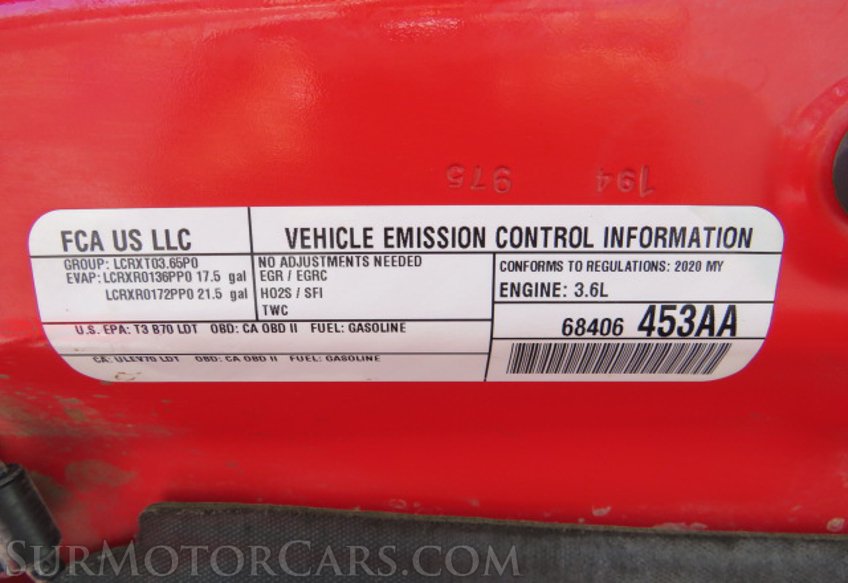 975 194
FCA US LLC
VEHICLE EMISSION CONTROL INFORMATION
GROUP: LCRXT03.65P0
EVAP: LCRXR0136PP0 17.5 gal
LCRXR0172PP0 21.5 gal
NO ADJUSTMENTS NEEDED
EGR / EGRC
HO2S / SFI
TWC
CONFORMS TO REGULATIONS: 2020 MY
ENGINE: 3.6L
U.S. EPA: T3 B70 LDT OBD: CA OBD II FUEL: GASOLINE
CA: ULEV70 LDT OBD: CA OBD II FUEL: GASOLINE
68406 453AA
SurMotorCars.com